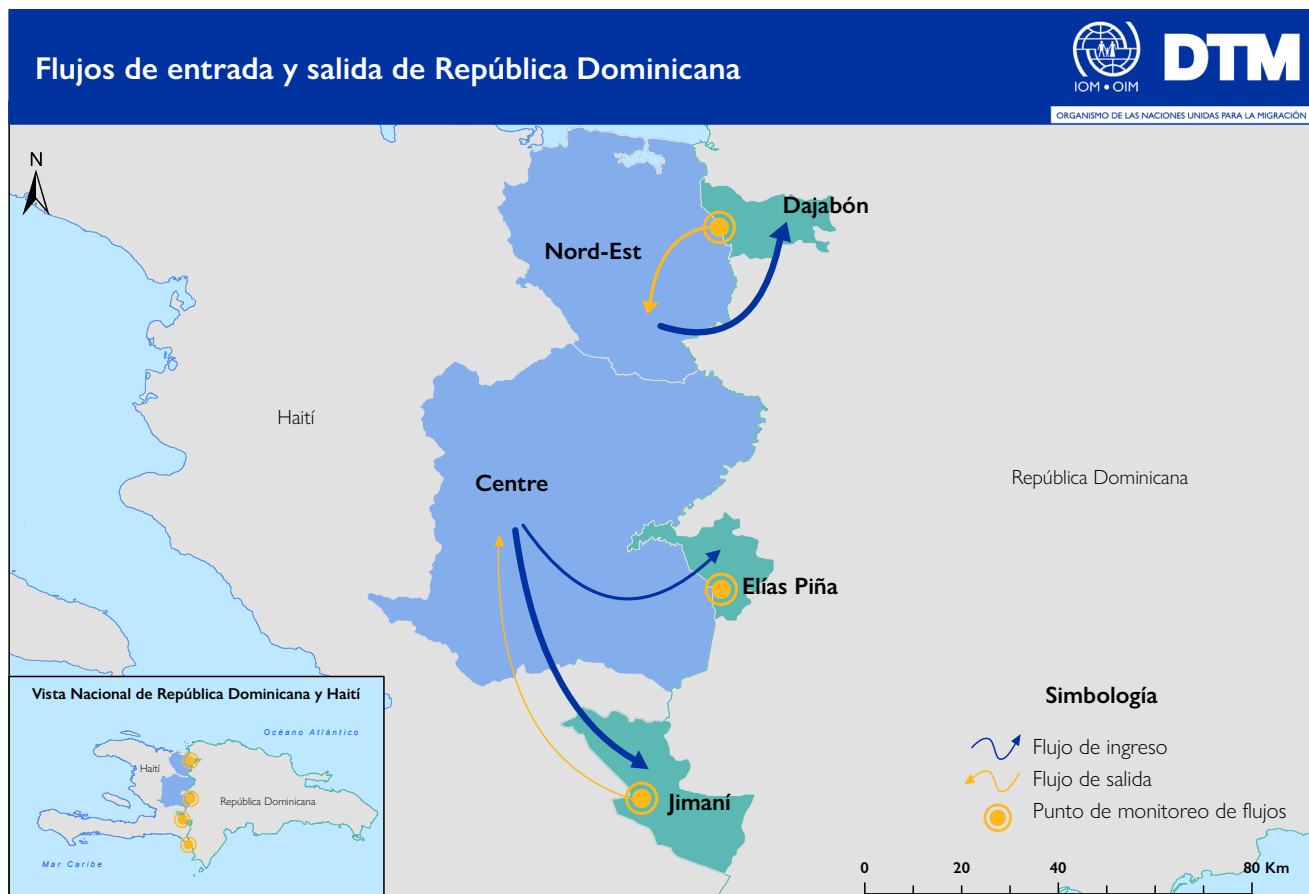 Flujos de entrada y salida de República Dominicana
IOM • OIM
DTM
ORGANISMO DE LAS NACIONES UNIDAS PARA LA MIGRACIÓN
N
Dajabón
Nord-Est
Haití
Centre
República Dominicana
Elías Piña
Jimaní
Vista Nacional de República Dominicana y Haití
Océano Atlántico
Haití
República Dominicana
Mar Caribe
Simbología
Flujo de ingreso
Flujo de salida
Punto de monitoreo de flujos
0 20 40 60 80 Km